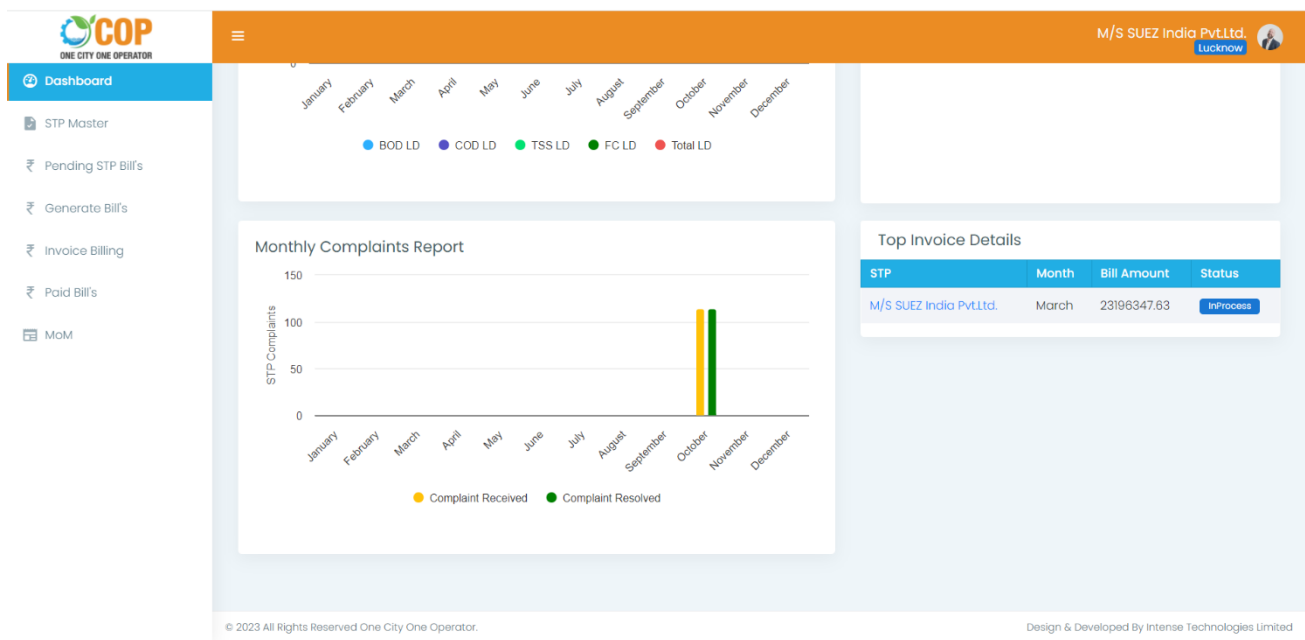 OCOP
ONE CITY ONE OPERATOR
M/S SUEZ India Pvt.Ltd.
Lucknow
Dashboard
STP Master
Pending STP Bill's
Generate Bill's
Invoice Billing
Paid Bill's
MoM
0
January February March April May June July August September October November December
BOD LD COD LD TSS LD FC LD Total LD
Monthly Complaints Report
150
100
50
0
STP Complaints
January February March April May June July August September October November December
Complaint Received Complaint Resolved
Top Invoice Details
STP Month Bill Amount Status
M/S SUEZ India Pvt.Ltd. March 23196347.63 InProcess
© 2023 All Rights Reserved One City One Operator.
Design & Developed By Intense Technologies Limited